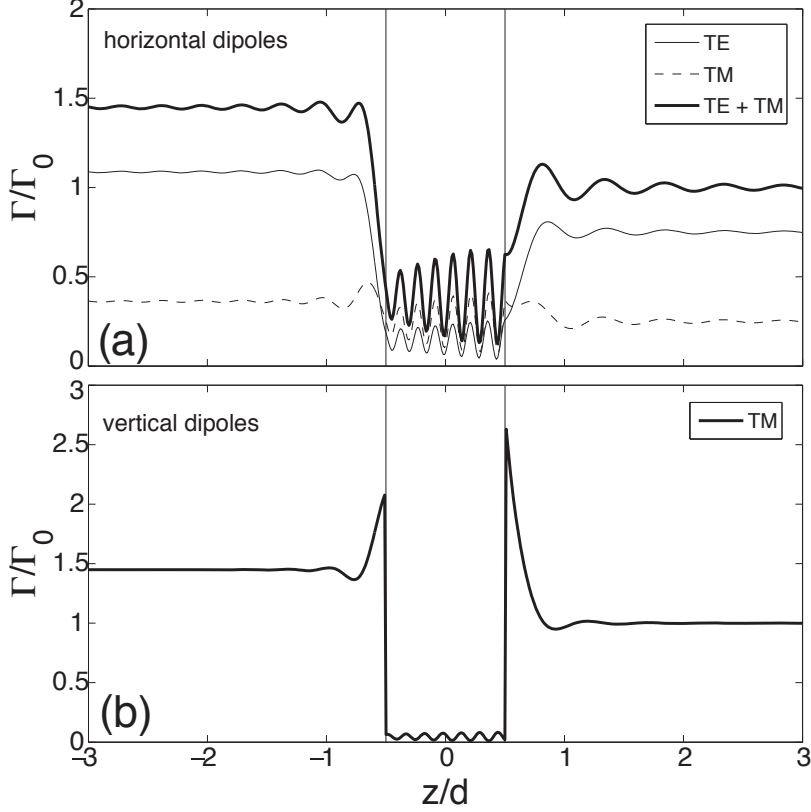 2
horizontal dipoles
TE
TM
TE + TM
1.5
1
Γ/Γ0
0.5
(a)
0
3
vertical dipoles
TM
2.5
2
1.5
Γ/Γ0
1
0.5
(b)
0
−3 −2 −1 0 1 2 3
z/d